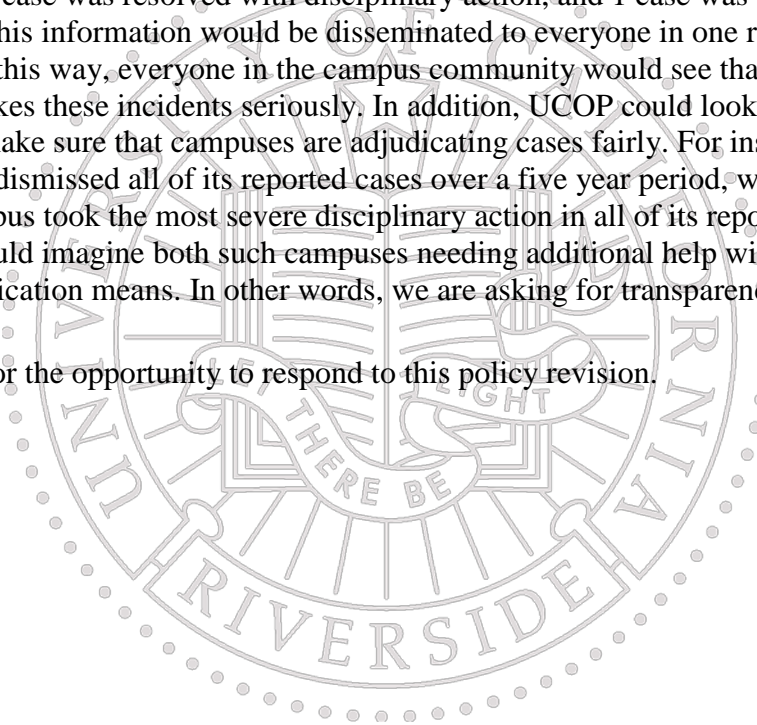 case was resolved with disciplinary action, and 1 case was
his information would be disseminated to everyone in one r
this way, everyone in the campus community would see tha
kes these incidents seriously. In addition, UCOP could look
ake sure that campuses are adjudicating cases fairly. For ins
dismissed all of its reported cases over a five year period, w
pus took the most severe disciplinary action in all of its repo
uld imagine both such campuses needing additional help wi
ication means. In other words, we are asking for transparenc
or the opportunity to respond to this policy revision.
UNIVERSITY OF CALIFORNIA
LET THERE BE LIGHT
RIVERSIDE